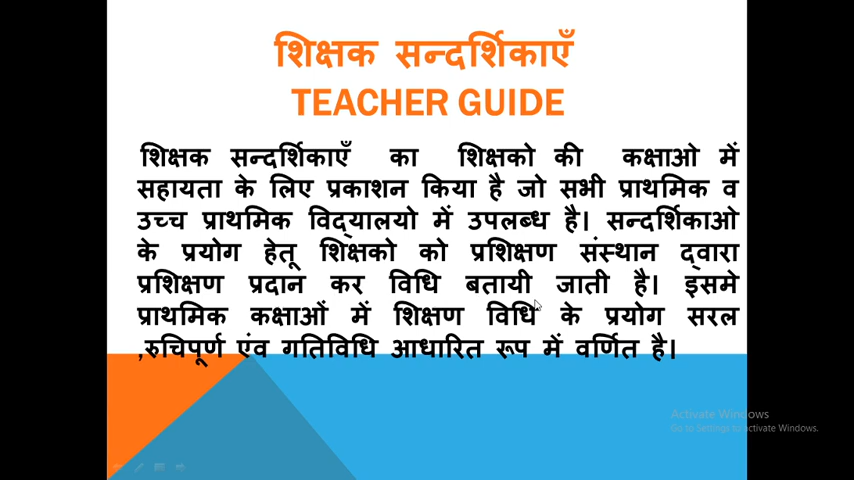 शिक्षक सन्दर्शिकाएँ
TEACHER GUIDE
शिक्षक सन्दर्शिकाएँ का शिक्षको की कक्षाओ में
सहायता के लिए प्रकाशन किया है जो सभी प्राथमिक व
उच्च प्राथमिक विद्यालयो में उपलब्ध है। सन्दर्शिकाओ
के प्रयोग हेतू शिक्षको को प्रशिक्षण संस्थान द्वारा
प्रशिक्षण प्रदान कर विधि बतायी जाती है। इसमे
प्राथमिक कक्षाओं में शिक्षण विधि के प्रयोग सरल
,रुचिपूर्ण एंव गतिविधि आधारित रूप में वर्णित है।
Activate Windows
Go to Settings to activate Windows.